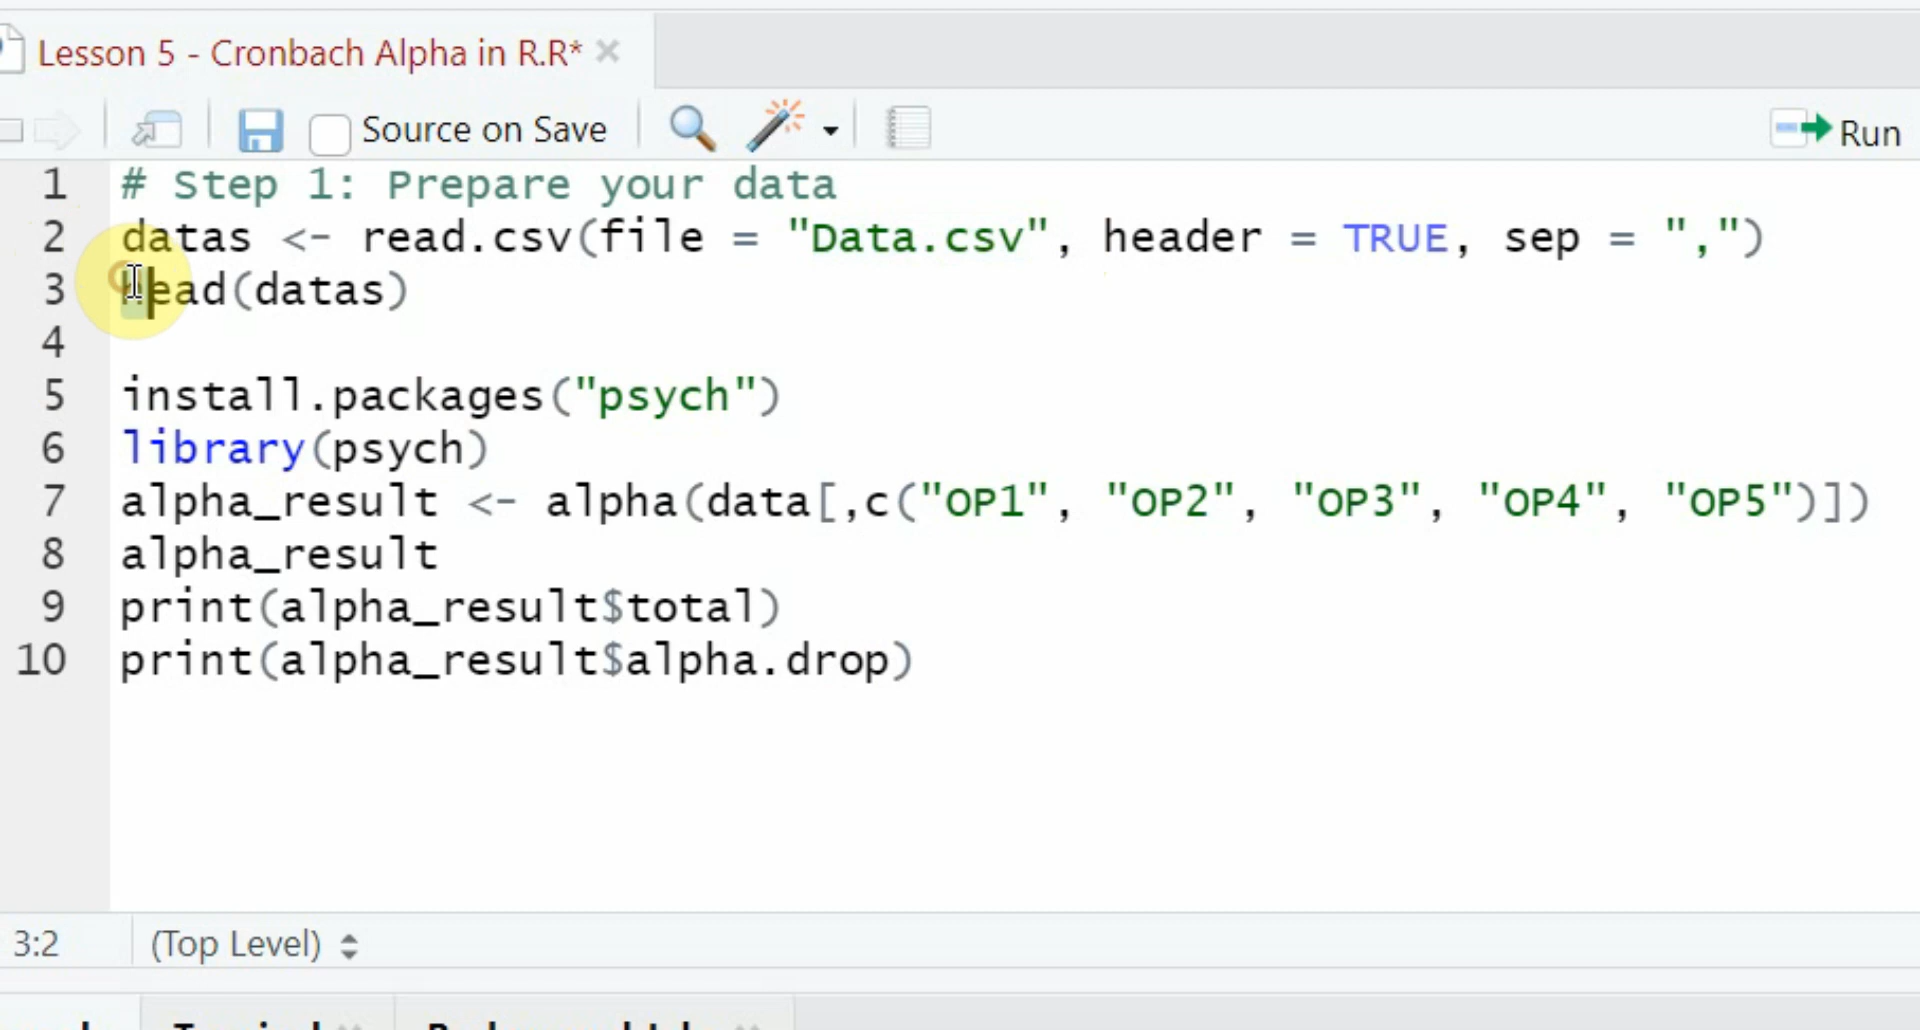 Lesson 5 - Cronbach Alpha in R.R*
Source on Save
Run
1 # Step 1: Prepare your data
2 datas <- read.csv(file = "Data.csv", header = TRUE, sep = ",")
3 head(datas)
4
5 install.packages("psych")
6 library(psych)
7 alpha_result <- alpha(data[,c("OP1", "OP2", "OP3", "OP4", "OP5")])
8 alpha_result
9 print(alpha_result$total)
10 print(alpha_result$alpha.drop)
3:2 (Top Level)